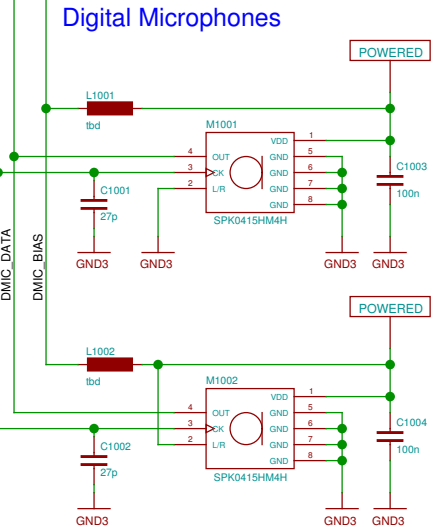 Digital Microphones
POWERED
L1001
tbd
M1001
VDD 1
4 OUT GND 5
3 CK GND 6
2 L/R GND 7
GND 8
SPK0415HM4H
C1001
27p
C1003
100n
GND3
GND3
GND3
GND3
DMIC_DATA
DMIC_BIAS
POWERED
L1002
tbd
M1002
VDD 1
4 OUT GND 5
3 CK GND 6
2 L/R GND 7
GND 8
SPK0415HM4H
C1002
27p
C1004
100n
GND3
GND3
GND3